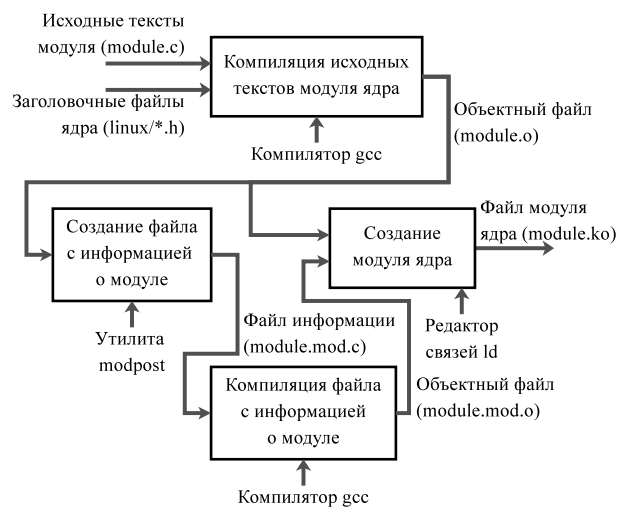 Исходные тексты
модуля (module.c)
Компиляция исходных
текстов модуля ядра
Заголовочные файлы
ядра (linux/*.h)
Объектный файл
(module.o)
Компилятор gcc
Создание файла
с информацией
о модуле
Создание
модуля ядра
Файл модуля
ядра (module.ko)
Утилита
modpost
Файл информации
(module.mod.c)
Редактор
связей ld
Компиляция файла
с информацией
о модуле
Объектный файл
(module.mod.o)
Компилятор gcc